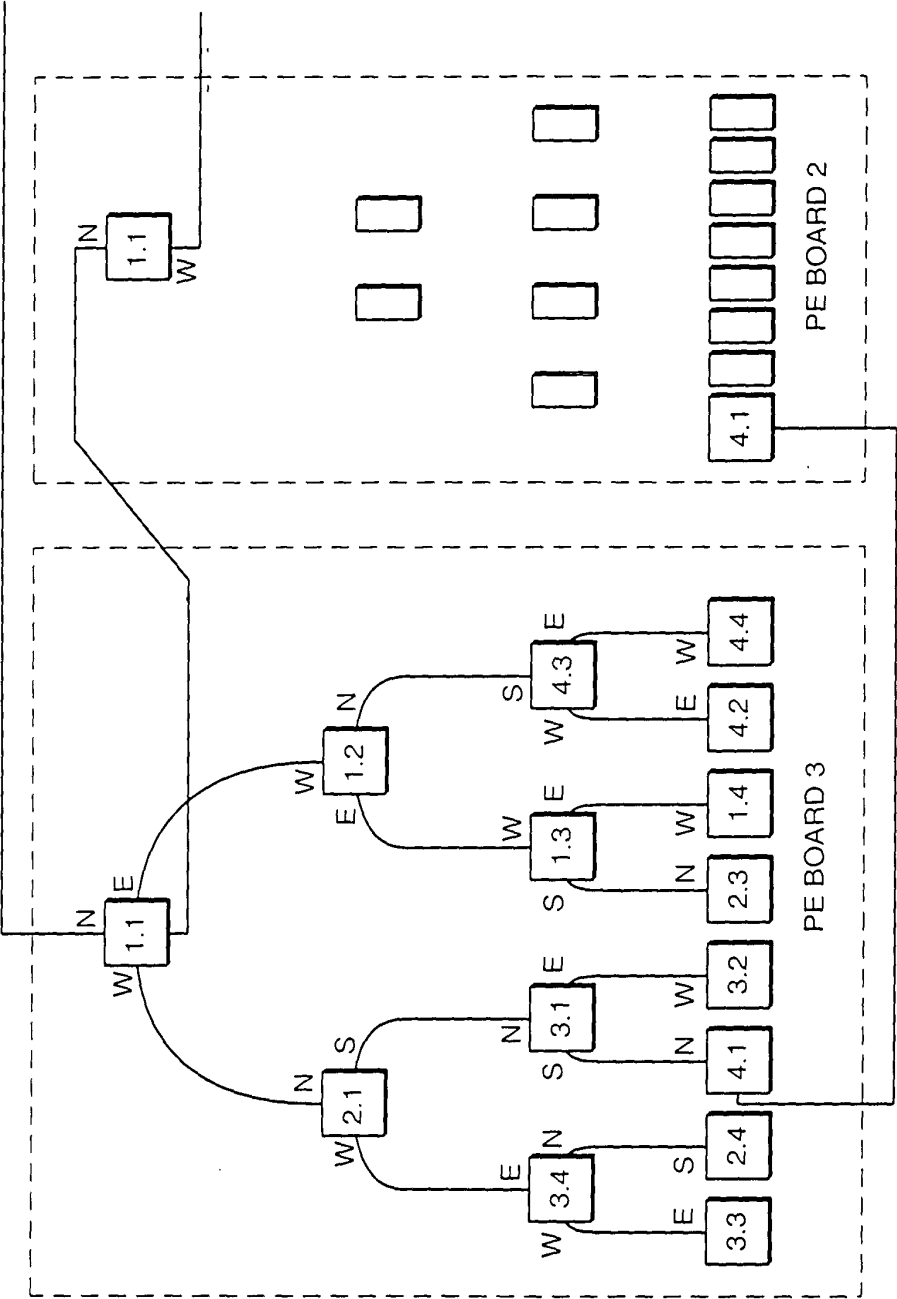 N N
W 1.1 E 1.1
W
N W
W 2.1 S E 1.2 N
E N W S
W 3.4 N S 3.1 E S 1.3 E W 4.3 E
E S N W N W E W
3.3 2.4 4.1 3.2 2.3 1.4 4.2 4.4 4.1
PE BOARD 3 PE BOARD 2